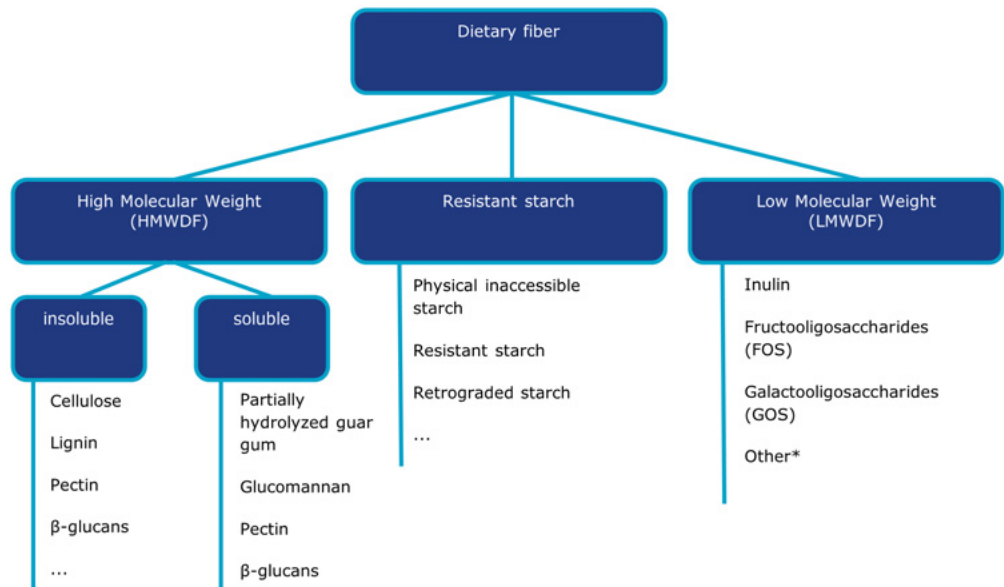 Dietary fiber
High Molecular Weight
(HMWDF)
Resistant starch
Low Molecular Weight
(LMWDF)
insoluble
soluble
Cellulose
Lignin
Pectin
β-glucans
...
Partially
hydrolyzed guar
gum
Glucomannan
Pectin
β-glucans
Physical inaccessible
starch
Resistant starch
Retrograded starch
...
Inulin
Fructooligosaccharides
(FOS)
Galactooligosaccharides
(GOS)
Other*